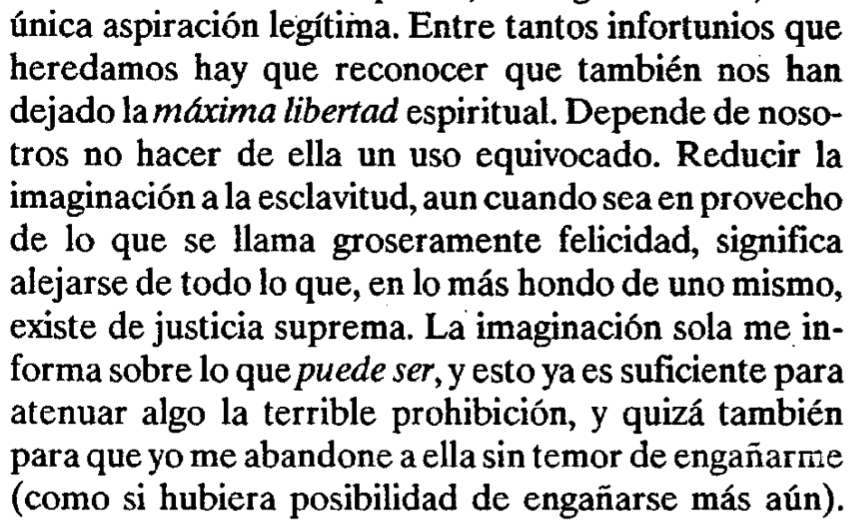 única aspiración legítima. Entre tantos infortunios que
heredamos hay que reconocer que también nos han
dejado la máxima libertad espiritual. Depende de noso-
tros no hacer de ella un uso equivocado. Reducir la
imaginación a la esclavitud, aun cuando sea en provecho
de lo que se llama groseramente felicidad, significa
alejarse de todo lo que, en lo más hondo de uno mismo,
existe de justicia suprema. La imaginación sola me in-
forma sobre lo que puede ser, y esto ya es suficiente para
atenuar algo la terrible prohibición, y quizá también
para que yo me abandone a ella sin temor de engañarme
(como si hubiera posibilidad de engañarse más aún).